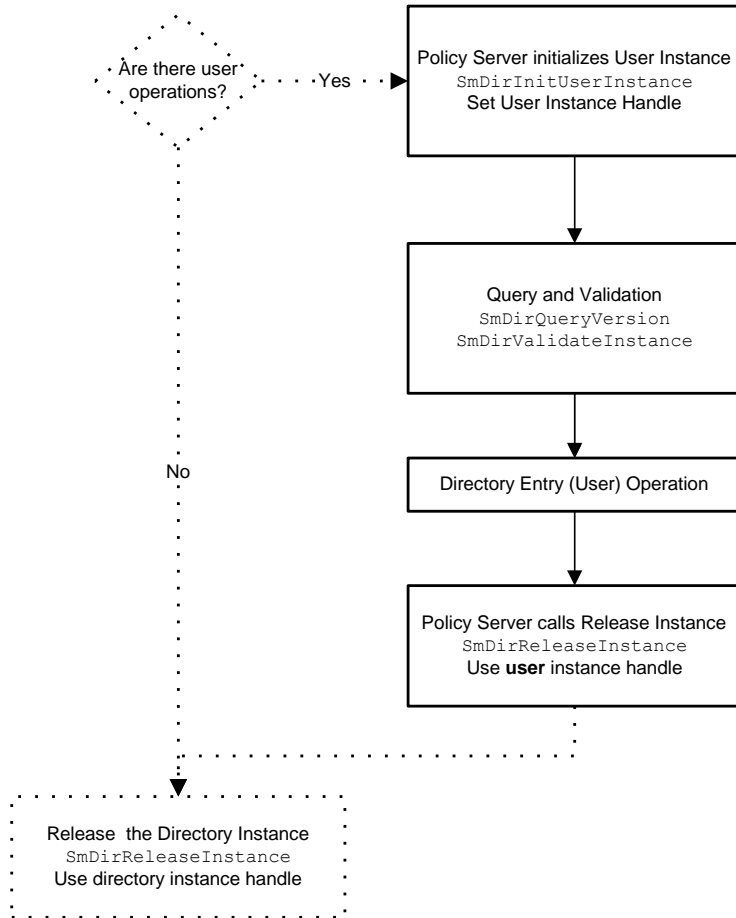 Are there user
operations?
Yes
Policy Server initializes User Instance
SmDirInitUserInstance
Set User Instance Handle
Query and Validation
SmDirQueryVersion
SmDirValidateInstance
No
Directory Entry (User) Operation
Policy Server calls Release Instance
SmDirReleaseInstance
Use user instance handle
Release the Directory Instance
SmDirReleaseInstance
Use directory instance handle